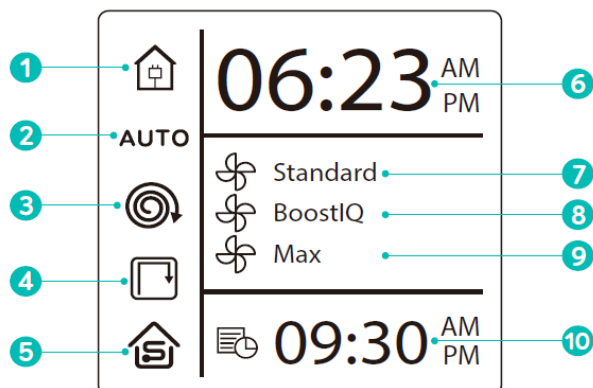 1
06:23 AM PM 6
2 AUTO
Standard 7
3
BoostIQ 8
Max 9
4
5
09:30 AM PM 10